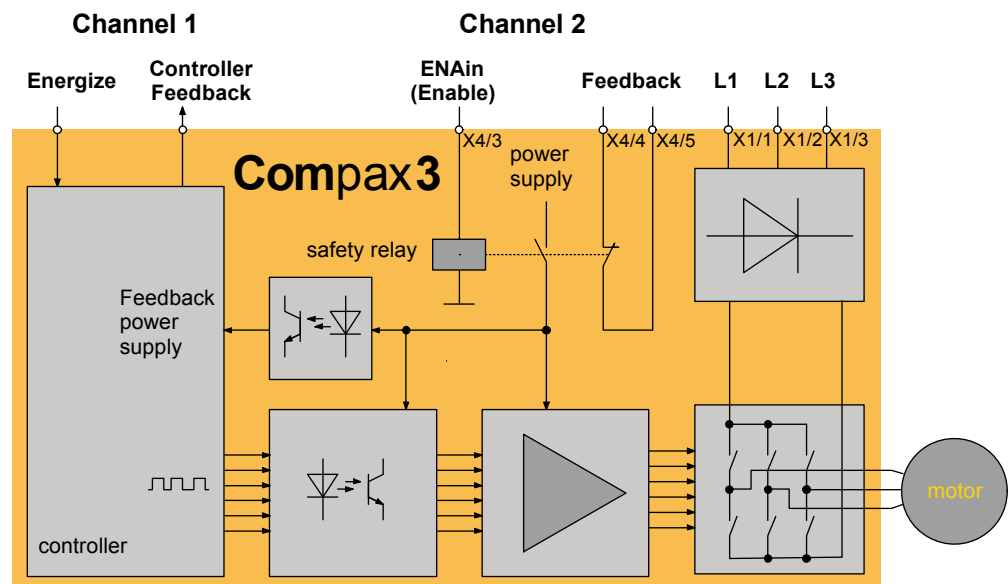 Channel 1
Channel 2
Energize
Controller
Feedback
ENAin
(Enable)
Feedback
L1
L2
L3
X4/3
X4/4
X4/5
X1/1
X1/2
X1/3
Compax3
power
supply
safety relay
Feedback
power
supply
controller
motor